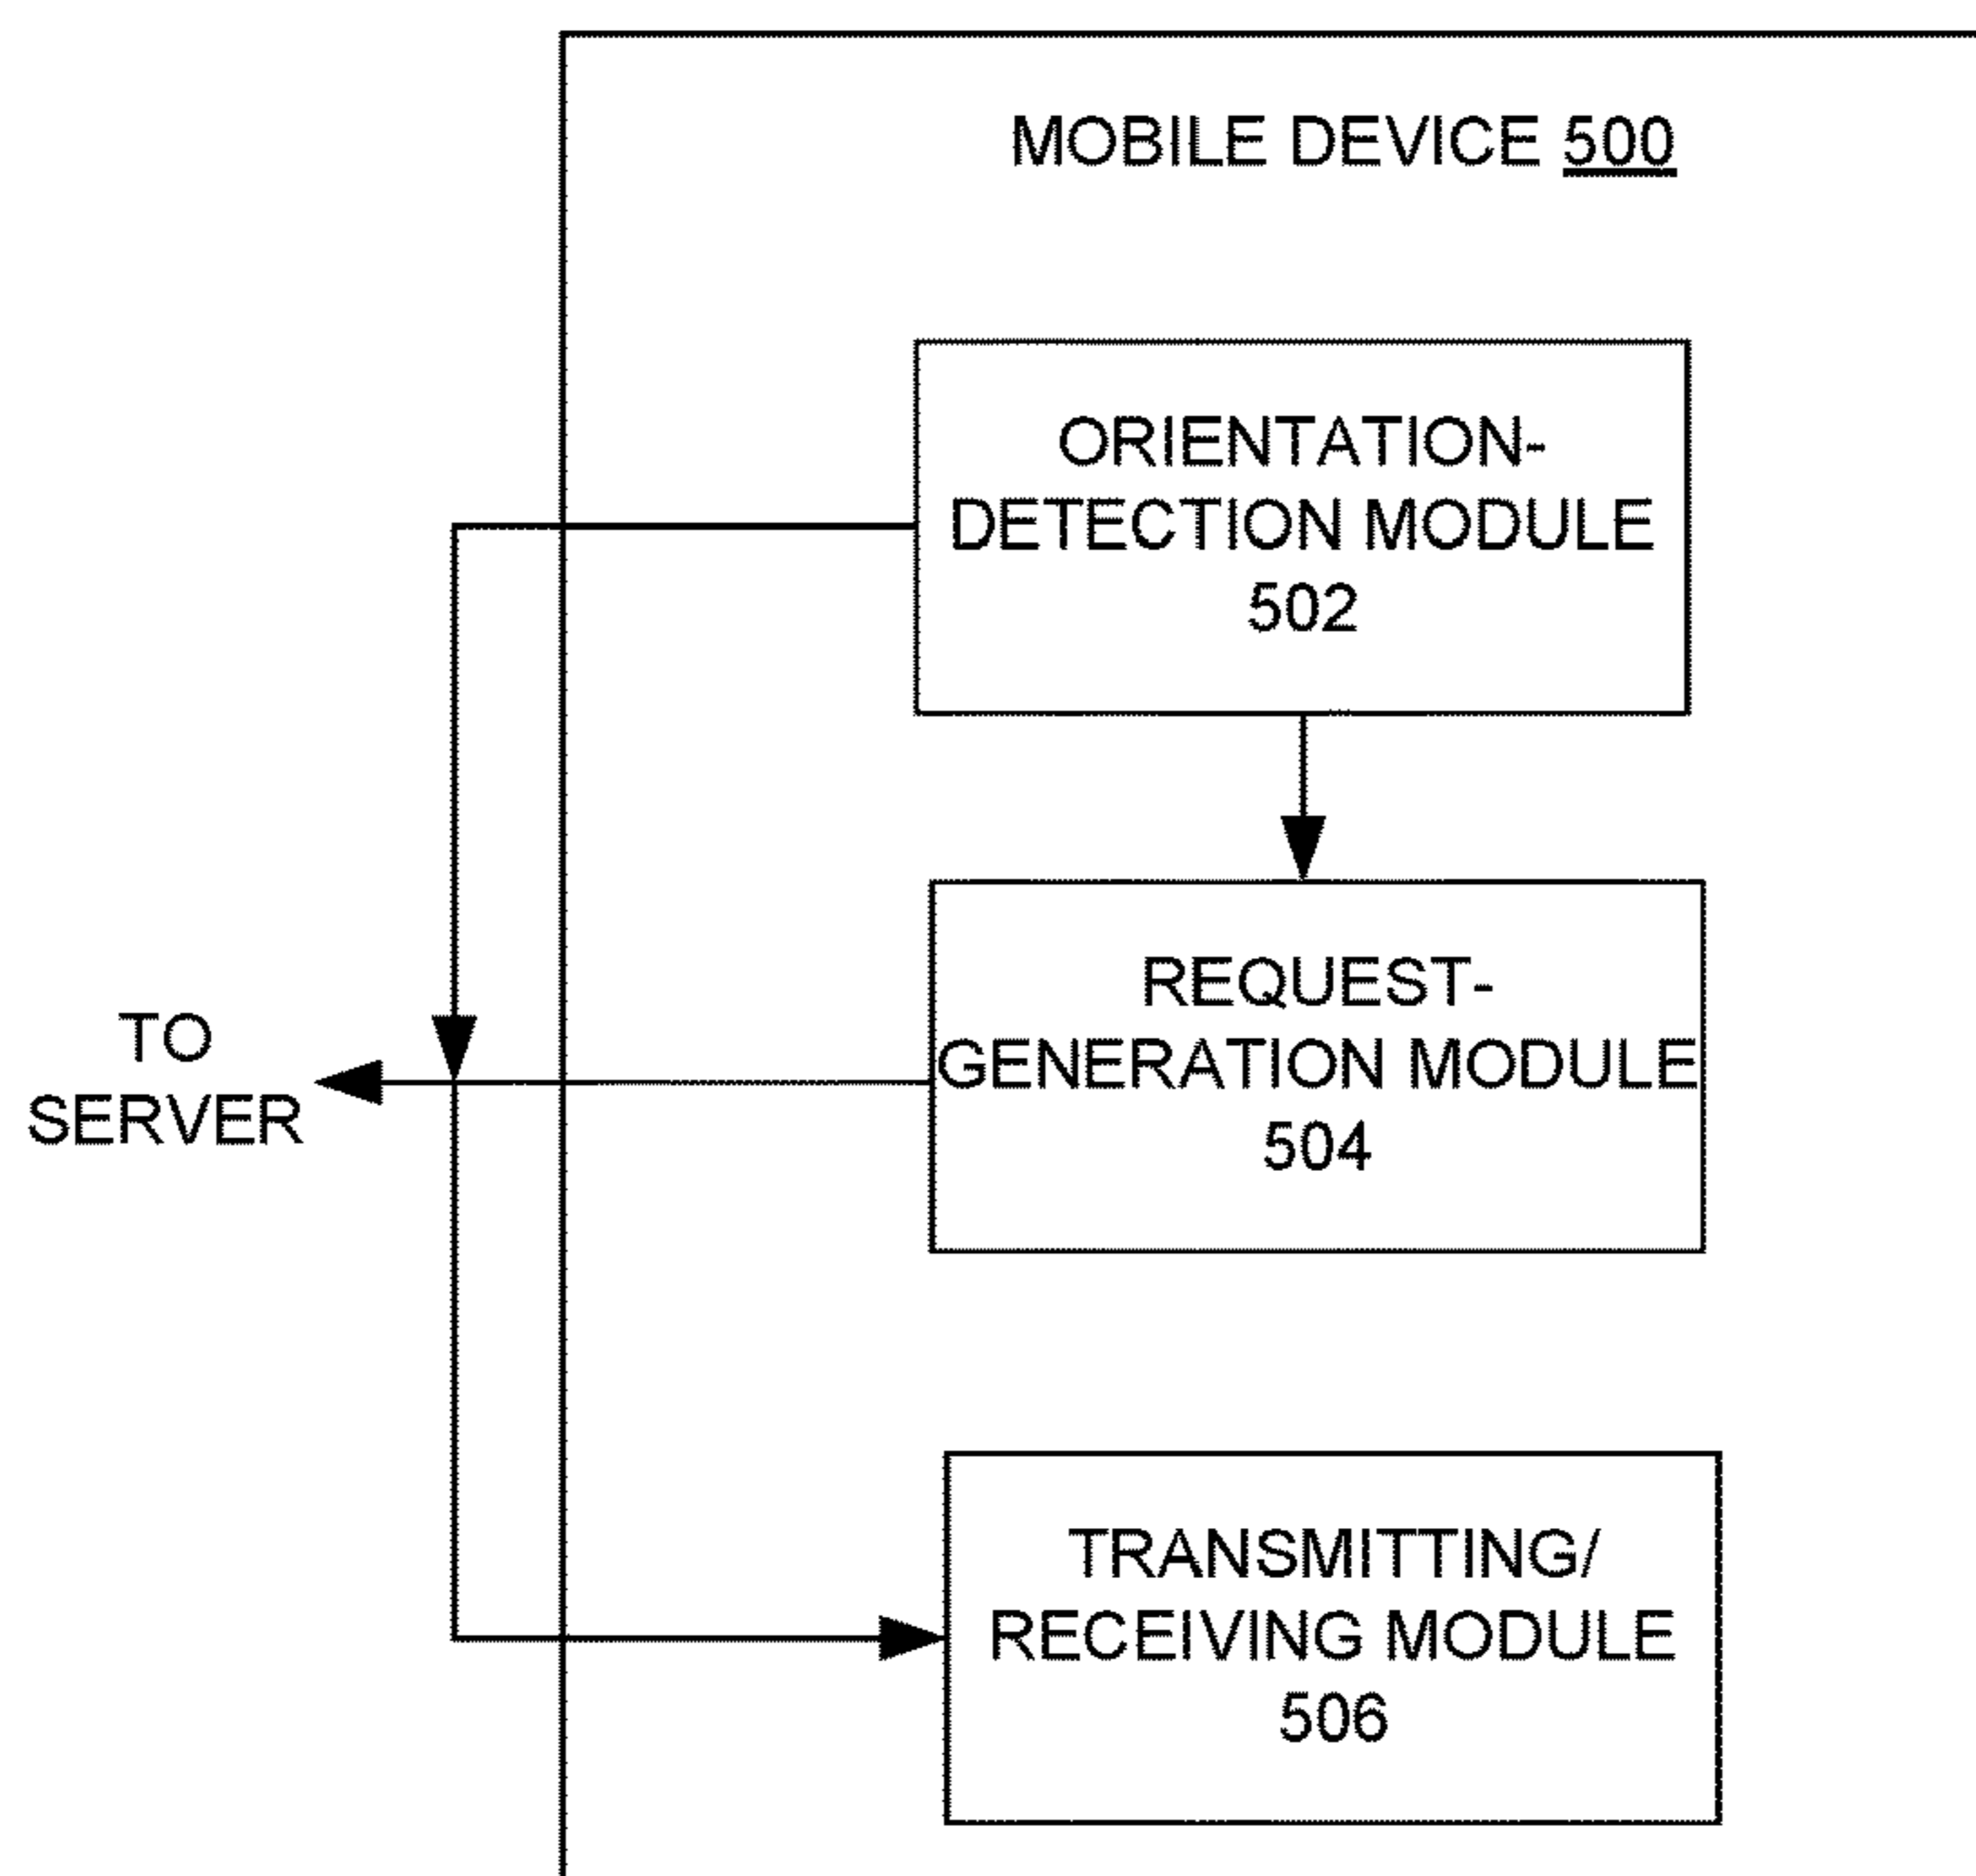 MOBILE DEVICE 500
ORIENTATION-
DETECTION MODULE
502
REQUEST-
GENERATION MODULE
504
TO
SERVER
TRANSMITTING/
RECEIVING MODULE
506